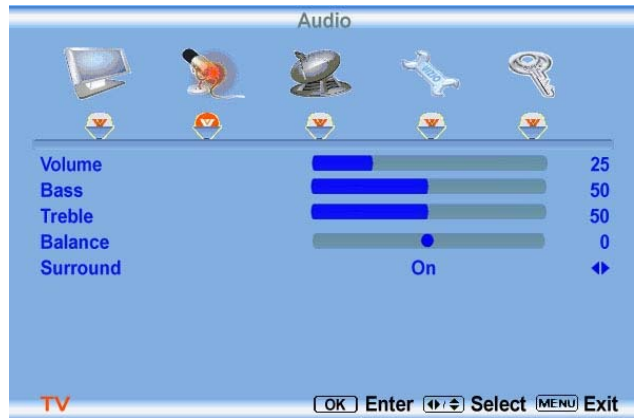 Audio
Volume 25
Bass 50
Treble 50
Balance 0
Surround On
TV OK Enter Select MENU Exit